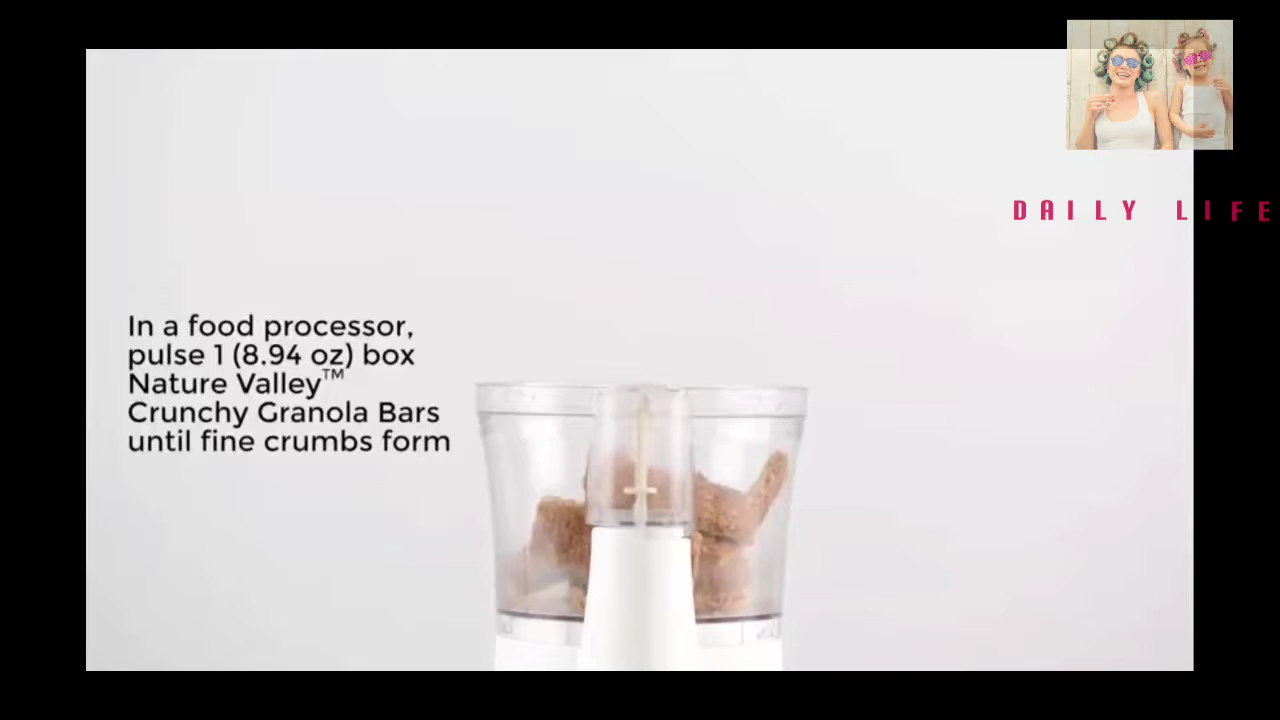 DAILY LIFE
In a food processor,
pulse 1 (8.94 oz) box
Nature Valley™
Crunchy Granola Bars
until fine crumbs form